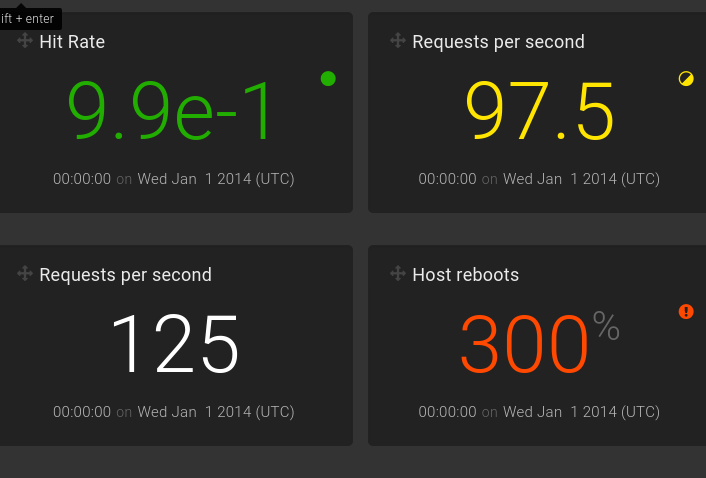 ift + enter
Hit Rate
9.9e-1
00:00:00 on Wed Jan  1 2014 (UTC)
Requests per second
97.5
00:00:00 on Wed Jan  1 2014 (UTC)
Requests per second
125
00:00:00 on Wed Jan  1 2014 (UTC)
Host reboots
300%
00:00:00 on Wed Jan  1 2014 (UTC)